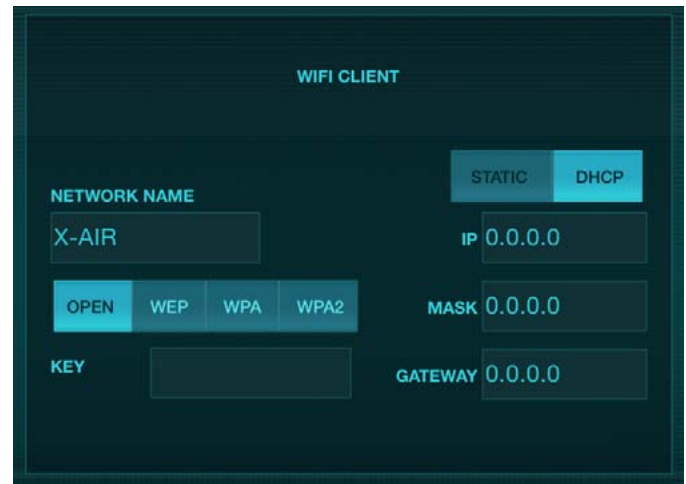 WIFI CLIENT
STATIC DHCP
NETWORK NAME
X-AIR
IP 0.0.0.0
OPEN WEP WPA WPA2
MASK 0.0.0.0
KEY
GATEWAY 0.0.0.0